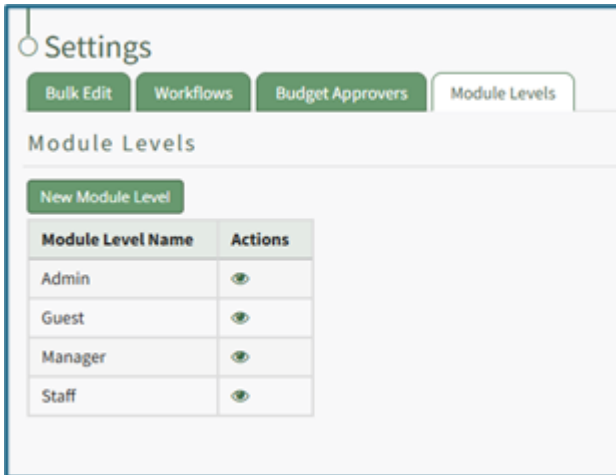 Settings
Bulk Edit Workflows Budget Approvers Module Levels
Module Levels
New Module Level
Module Level Name Actions
Admin
Guest
Manager
Staff